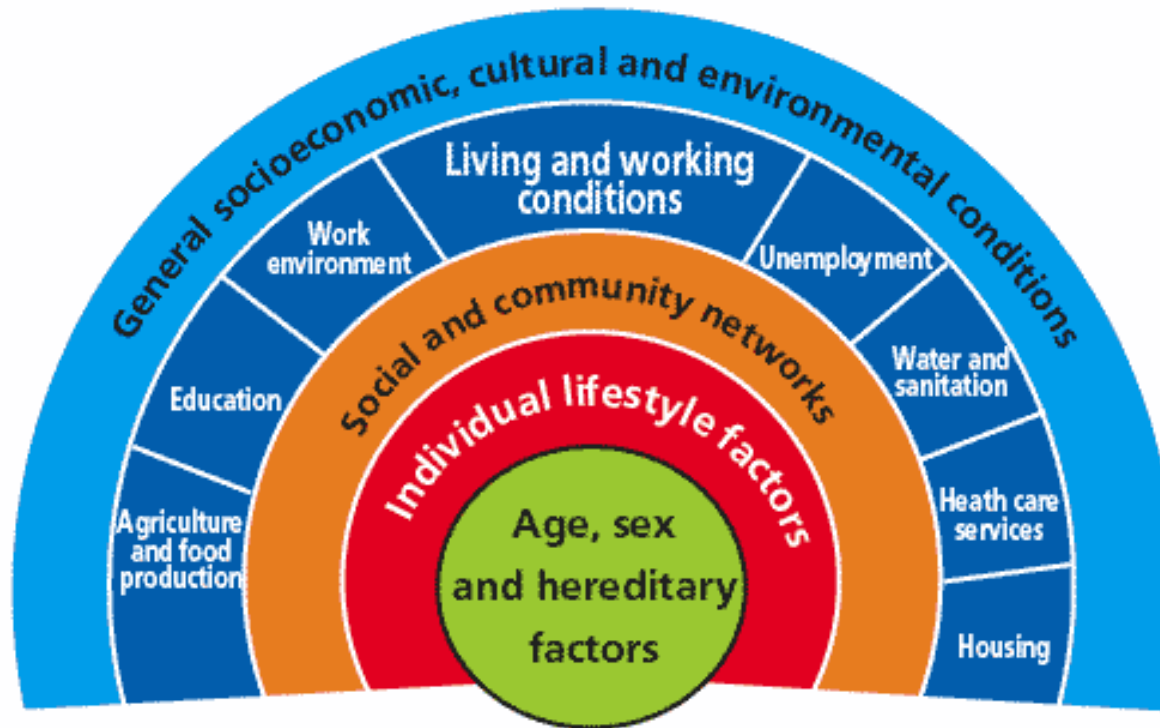 General socioeconomic, cultural and environmental conditions
Living and working
conditions
Work
environment
Unemployment
Education
Water and
sanitation
Agriculture
and food
production
Heath care
services
Housing
Social and community networks
Individual lifestyle factors
Age, sex
and hereditary
factors